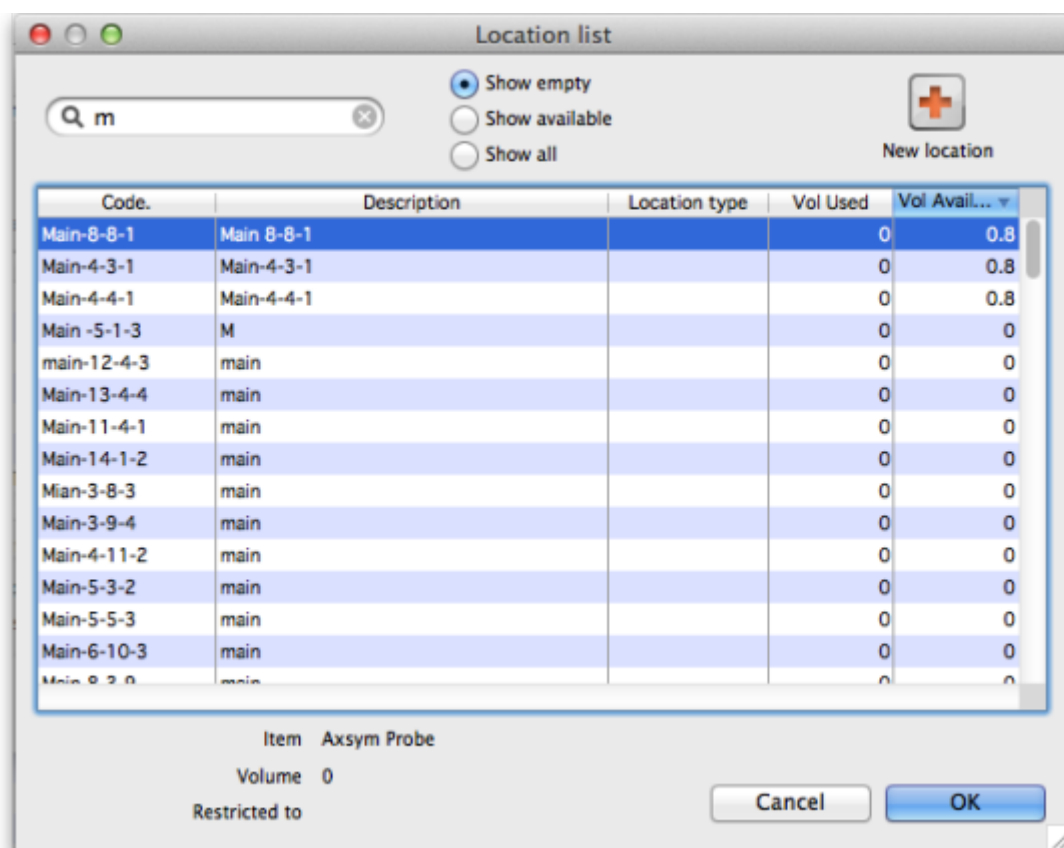 Location list
m
Show empty
Show available
Show all
New location
Code. Description Location type Vol Used Vol Avail...
Main-8-8-1 Main 8-8-1 0 0.8
Main-4-3-1 Main-4-3-1 0 0.8
Main-4-4-1 Main-4-4-1 0 0.8
Main -5-1-3 M 0 0
main-12-4-3 main 0 0
Main-13-4-4 main 0 0
Main-11-4-1 main 0 0
Main-14-1-2 main 0 0
Mian-3-8-3 main 0 0
Main-3-9-4 main 0 0
Main-4-11-2 main 0 0
Main-5-3-2 main 0 0
Main-5-5-3 main 0 0
Main-6-10-3 main 0 0
main 0 0
Item Axsym Probe
Volume 0
Restricted to
Cancel OK